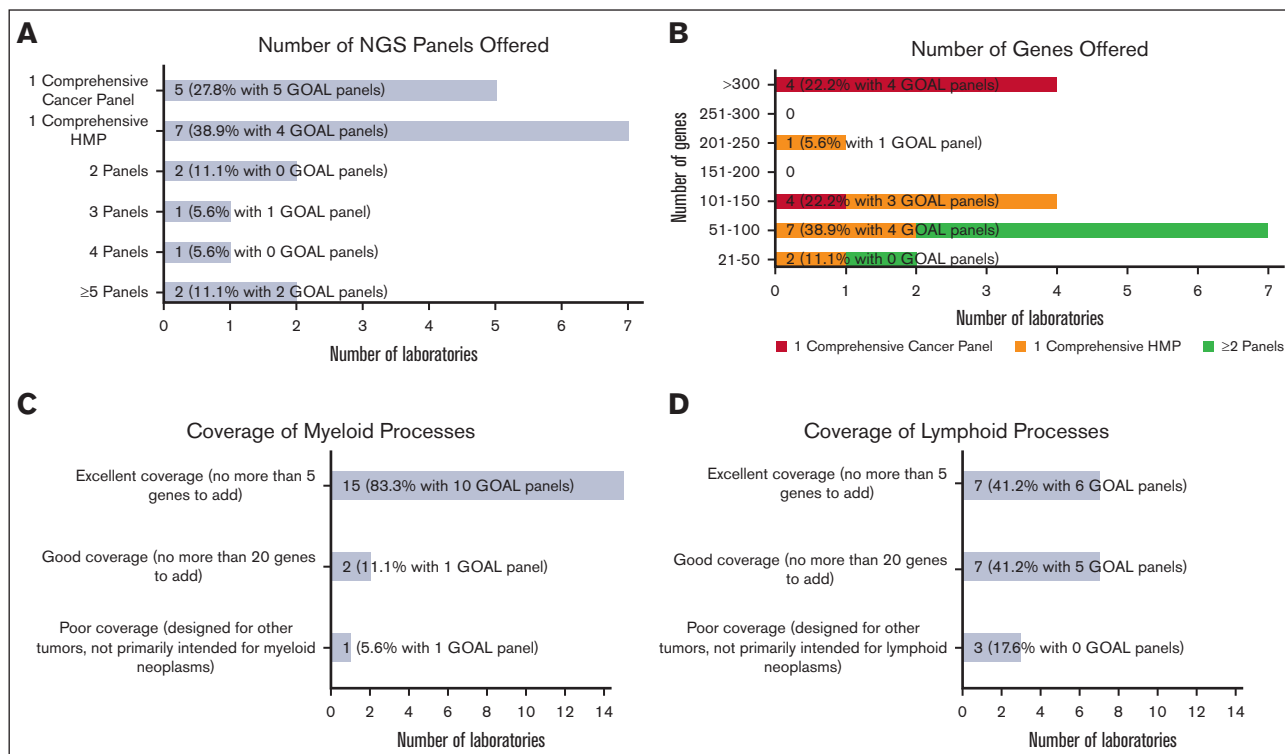 A
Number of NGS Panels Offered
1 Comprehensive
Cancer Panel
5 (27.8% with 5 GOAL panels)
1 Comprehensive
HMP
7 (38.9% with 4 GOAL panels)
2 Panels
2 (11.1% with 0 GOAL panels)
3 Panels
1 (5.6% with 1 GOAL panel)
4 Panels
1 (5.6% with 0 GOAL panels)
≥5 Panels
2 (11.1% with 2 GOAL panels)
0 1 2 3 4 5 6 7
Number of laboratories
B
Number of Genes Offered
Number of genes
>300
4 (22.2% with 4 GOAL panels)
251-300
0
201-250
1 (5.6% with 1 GOAL panel)
151-200
0
101-150
4 (22.2% with 3 GOAL panels)
51-100
7 (38.9% with 4 GOAL panels)
21-50
2 (11.1% with 0 GOAL panels)
0 1 2 3 4 5 6 7
Number of laboratories
1 Comprehensive Cancer Panel 1 Comprehensive HMP ≥2 Panels
C
Coverage of Myeloid Processes
Excellent coverage (no more than 5
genes to add)
15 (83.3% with 10 GOAL panels)
Good coverage (no more than 20 genes
to add)
2 (11.1% with 1 GOAL panel)
Poor coverage (designed for other
tumors, not primarily intended for myeloid
neoplasms)
1 (5.6% with 1 GOAL panel)
0 2 4 6 8 10 12 14
Number of laboratories
D
Coverage of Lymphoid Processes
Excellent coverage (no more than 5
genes to add)
7 (41.2% with 6 GOAL panels)
Good coverage (no more than 20 genes
to add)
7 (41.2% with 5 GOAL panels)
Poor coverage (designed for other
tumors, not primarily intended for lymphoid
neoplasms)
3 (17.6% with 0 GOAL panels)
0 2 4 6 8 10 12 14
Number of laboratories